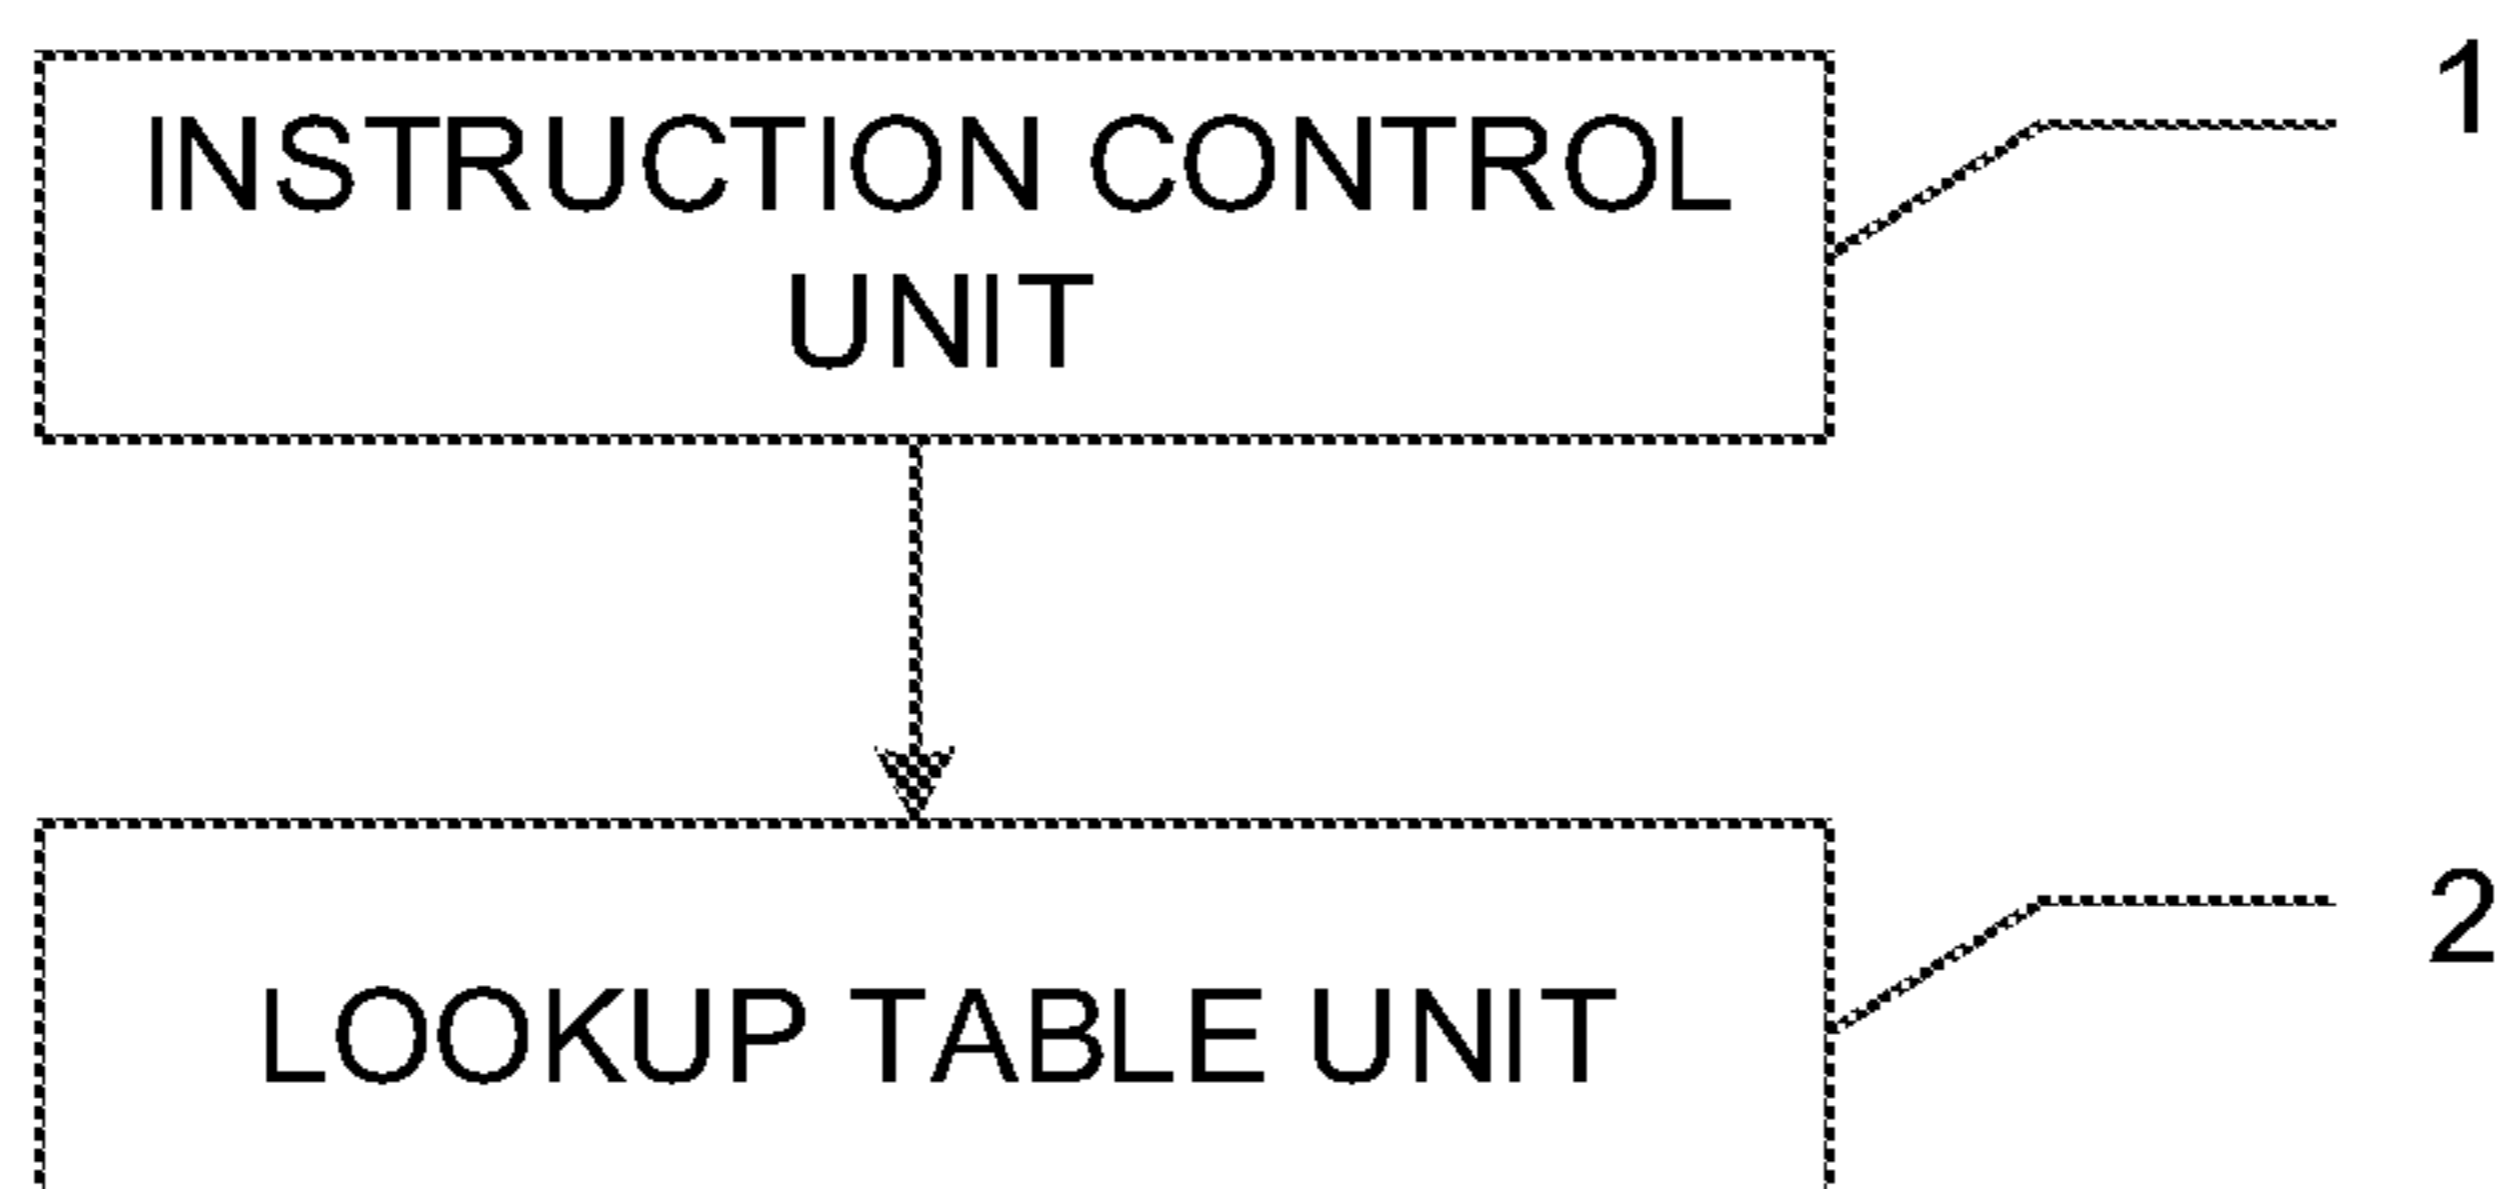 1
INSTRUCTION CONTROL
UNIT
2
LOOKUP TABLE UNIT